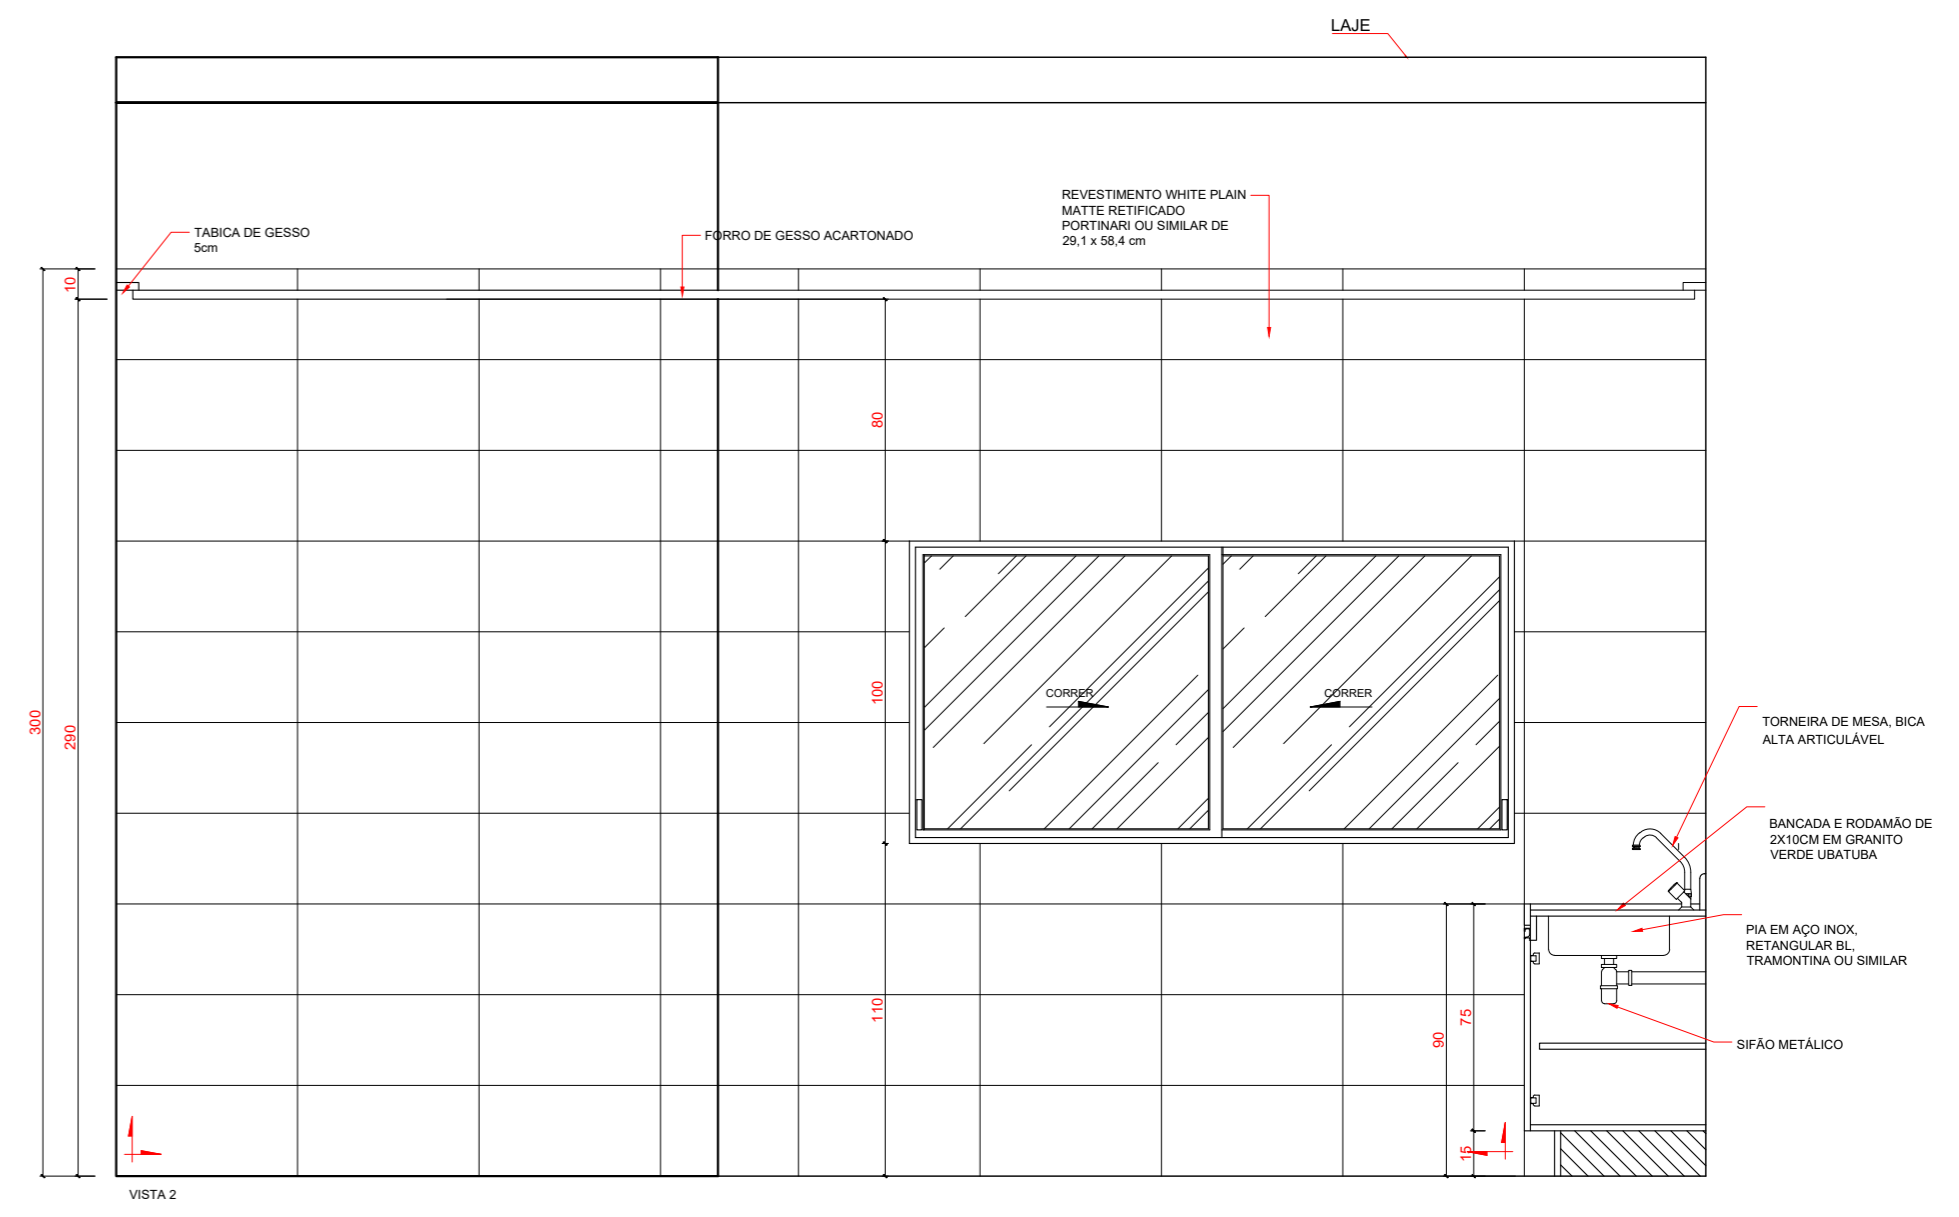 LAJE
REVESTIMENTO WHITE PLAIN
MATTE RETIFICADO
PORTINARI OU SIMILAR DE
29,1 x 58,4 cm
TABICA DE GESSO
5cm
FORRO DE GESSO ACARTONADO
10
80
300
290
100
CORRER
CORRER
TORNEIRA DE MESA, BICA
ALTA ARTICULÁVEL
BANCADA E RODAMÃO DE
2X10CM EM GRANITO
VERDE UBATUBA
PIA EM AÇO INOX,
RETANGULAR BL,
TRAMONTINA OU SIMILAR
110
90
75
SIFÃO METÁLICO
15
VISTA 2